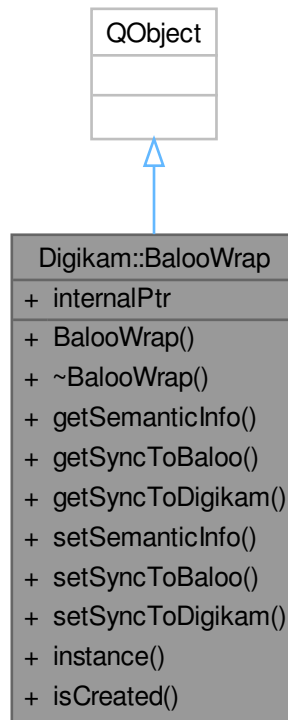 QObject
Digikam::BalooWrap
+ internalPtr
+ BalooWrap()
+ ~BalooWrap()
+ getSemanticInfo()
+ getSyncToBaloo()
+ getSyncToDigikam()
+ setSemanticInfo()
+ setSyncToBaloo()
+ setSyncToDigikam()
+ instance()
+ isCreated()